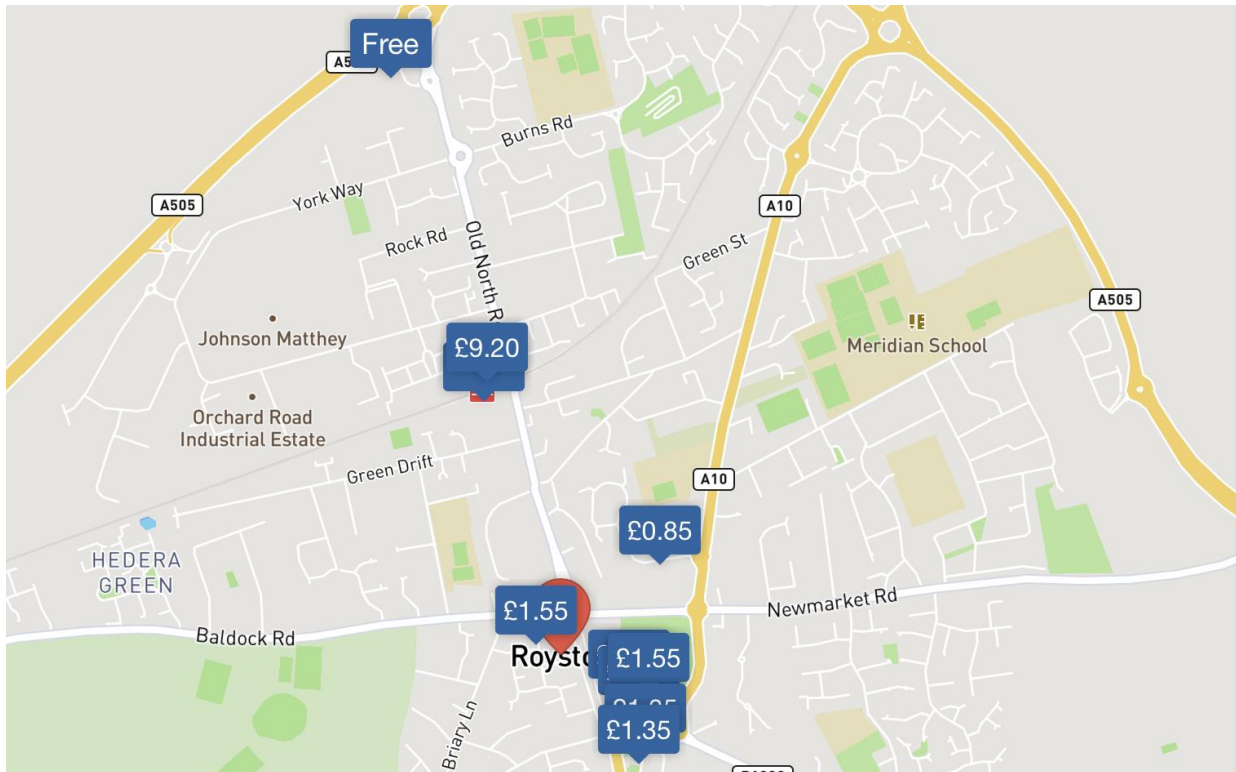 Free
Burns Rd
York Way
A505
A10
Rock Rd
Old North R
Green St
A505
Johnson Matthey
£9.20
Meridian School
Orchard Road
Industrial Estate
Green Drift
A10
£0.85
HEDERA
GREEN
£1.55
Newmarket Rd
Baldock Rd
£1.55
£1.35
Briary Ln